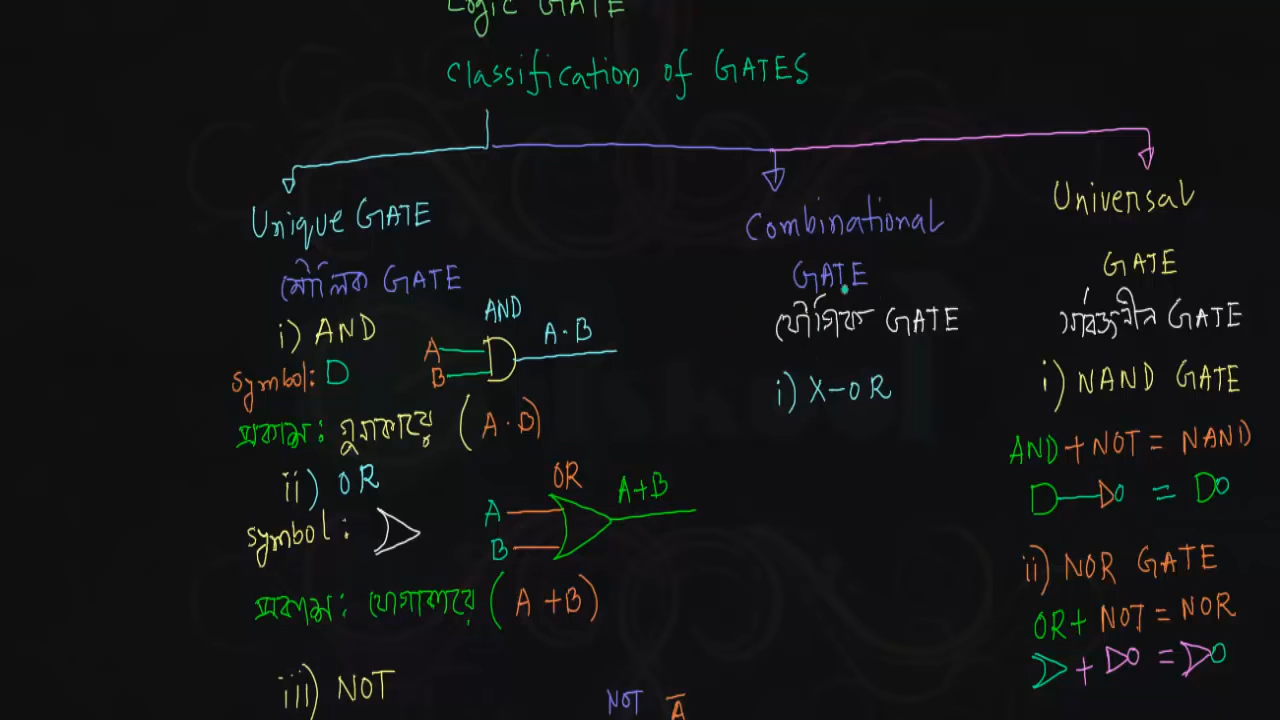 Logic GATE
Classification of GATES
Unique GATE
মৌলিক GATE
i) AND
symbol: D
AND
A
B
A·B
প্রকাশ: গুণাকারে (A·B)
ii) OR
symbol:
OR
A
B
A+B
প্রকাশ: যোগাকারে (A+B)
iii) NOT
NOT
A̅
Combinational
GATE
যৌগিক GATE
i) X-OR
Universal
GATE
সার্বজনীন GATE
i) NAND GATE
AND + NOT = NAND
ii) NOR GATE
OR + NOT = NOR